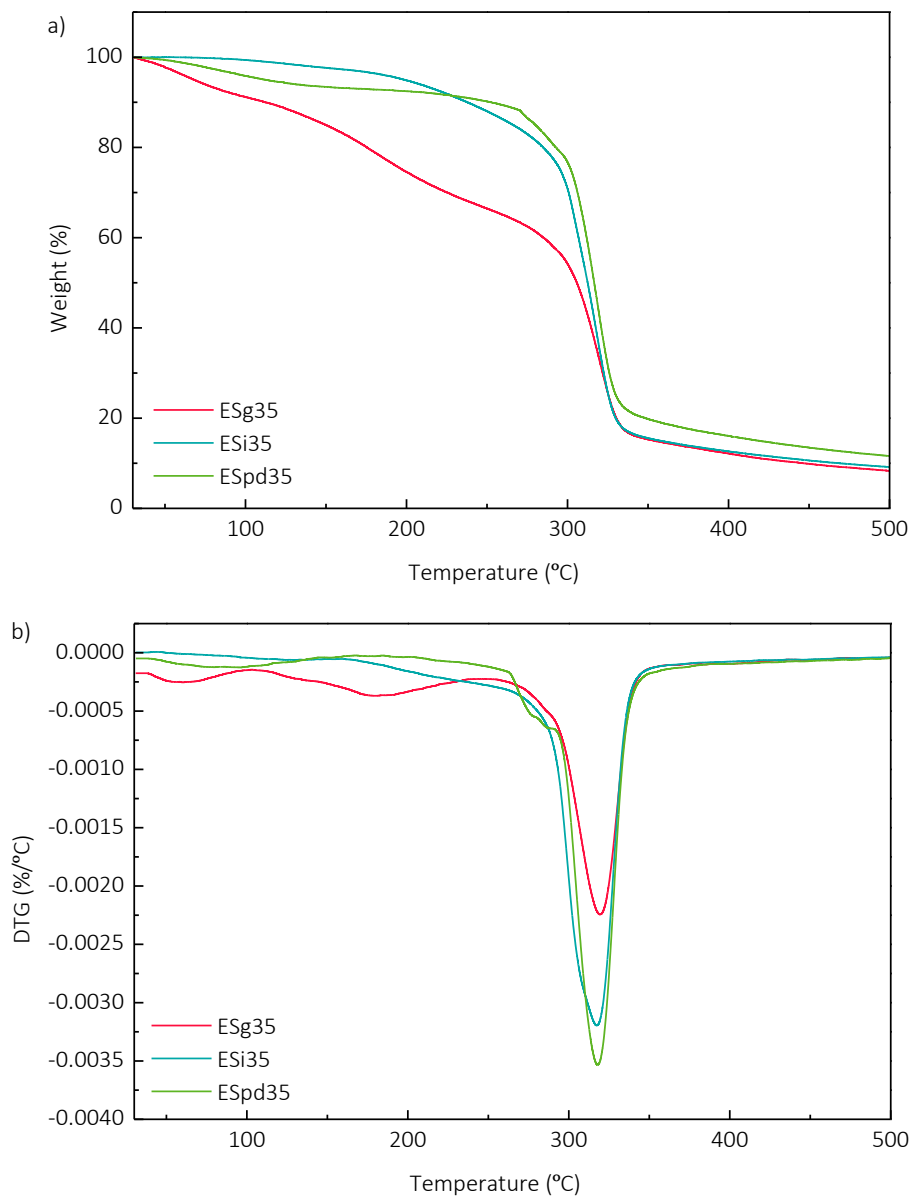 a)
100
80
60
40
20
0
Weight (%)
ESg35
ESi35
ESpd35
100 200 300 400 500
Temperature (ºC)
b)
0.0000
-0.0005
-0.0010
-0.0015
-0.0020
-0.0025
-0.0030
-0.0035
-0.0040
DTG (%/ºC)
ESg35
ESi35
ESpd35
100 200 300 400 500
Temperature (ºC)